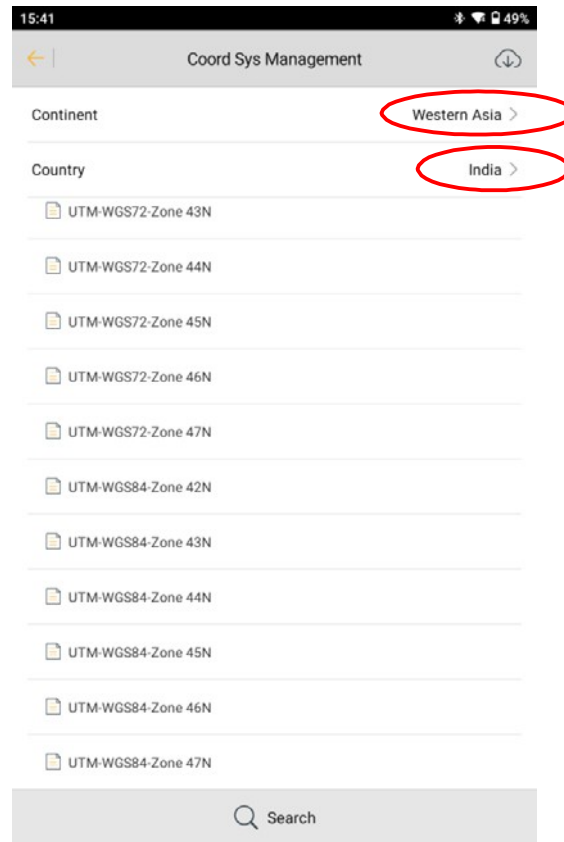 15:41 49%
Coord Sys Management
Continent Western Asia >
Country India >
UTM-WGS72-Zone 43N
UTM-WGS72-Zone 44N
UTM-WGS72-Zone 45N
UTM-WGS72-Zone 46N
UTM-WGS72-Zone 47N
UTM-WGS84-Zone 42N
UTM-WGS84-Zone 43N
UTM-WGS84-Zone 44N
UTM-WGS84-Zone 45N
UTM-WGS84-Zone 46N
UTM-WGS84-Zone 47N
Search